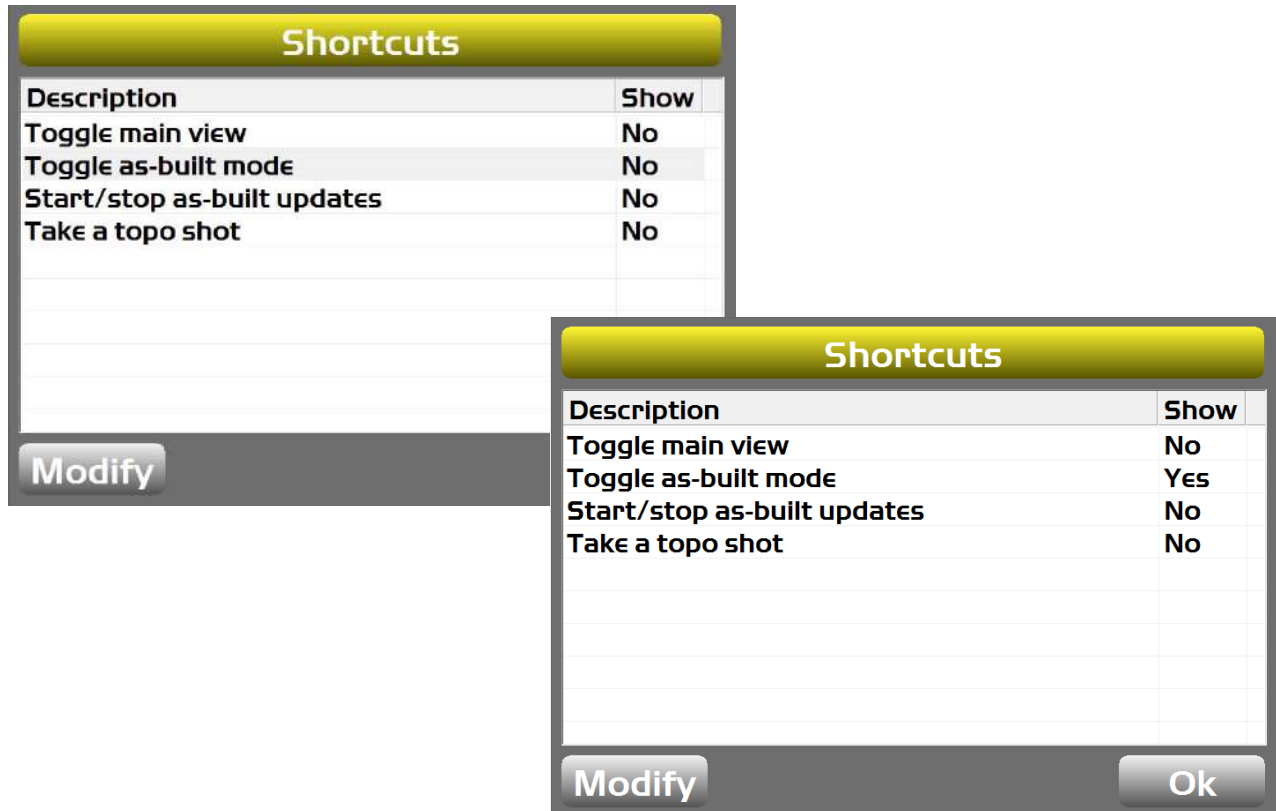 Shortcuts
Description Show
Toggle main view No
Toggle as-built mode No
Start/stop as-built updates No
Take a topo shot No
Modify
Shortcuts
Description Show
Toggle main view No
Toggle as-built mode Yes
Start/stop as-built updates No
Take a topo shot No
Modify Ok